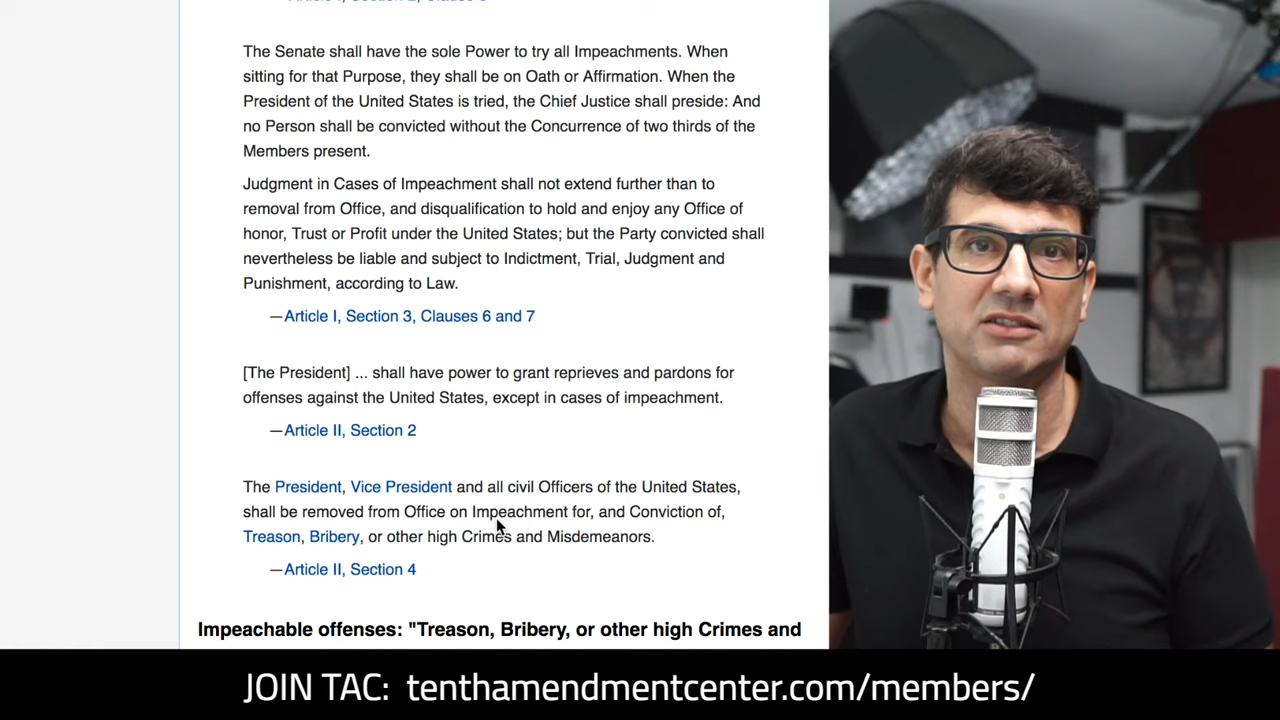 The Senate shall have the sole Power to try all Impeachments. When
sitting for that Purpose, they shall be on Oath or Affirmation. When the
President of the United States is tried, the Chief Justice shall preside: And
no Person shall be convicted without the Concurrence of two thirds of the
Members present.
Judgment in Cases of Impeachment shall not extend further than to
removal from Office, and disqualification to hold and enjoy any Office of
honor, Trust or Profit under the United States; but the Party convicted shall
nevertheless be liable and subject to Indictment, Trial, Judgment and
Punishment, according to Law.
—Article I, Section 3, Clauses 6 and 7
[The President] ... shall have power to grant reprieves and pardons for
offenses against the United States, except in cases of impeachment.
—Article II, Section 2
The President, Vice President and all civil Officers of the United States,
shall be removed from Office on Impeachment for, and Conviction of,
Treason, Bribery, or other high Crimes and Misdemeanors.
—Article II, Section 4
Impeachable offenses: "Treason, Bribery, or other high Crimes and
JOIN TAC: tenthamendmentcenter.com/members/